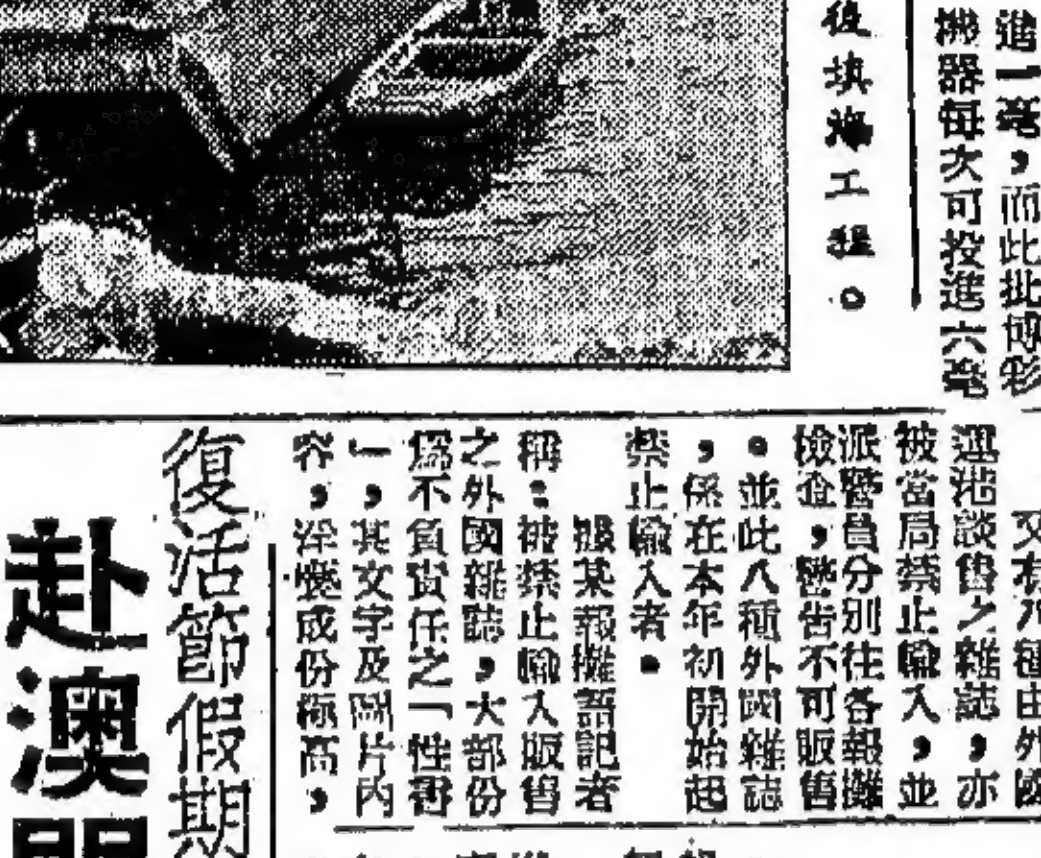 進一毫，而此批博彩
機器每次可投進六毫
後填海工程。
又有八種由外國
運港談售之雜誌，亦
被當局禁止輸入，並
派警員分別往各報攤
檢查，警告不可販售
。並此八種外國雜誌
，係在本年初開始起
禁止輸入者。
據某報攤語記者
稱：被禁止輸入販售
之外國雜誌，大部份
爲不負責任之「性書
」，其文字及圖片內
容，淫褻成份極高，
復活節假期
赴澳